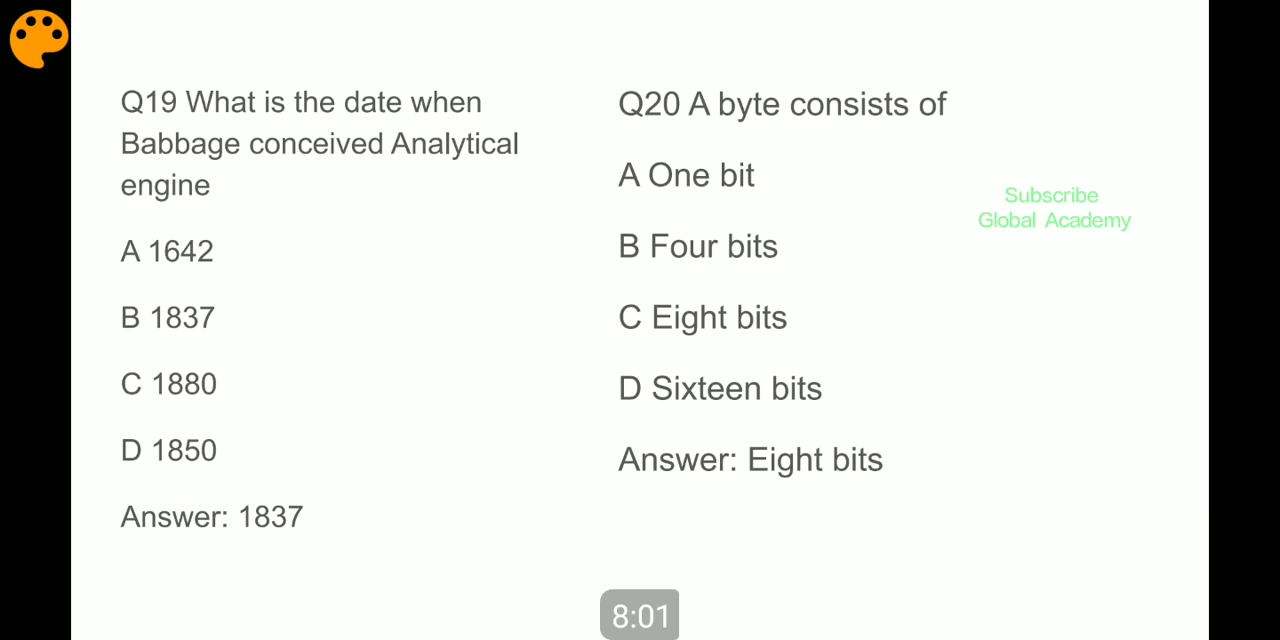 Q19 What is the date when
Babbage conceived Analytical
engine
A 1642
B 1837
C 1880
D 1850
Answer: 1837
Q20 A byte consists of
A One bit
B Four bits
C Eight bits
D Sixteen bits
Answer: Eight bits
Subscribe
Global Academy
8:01